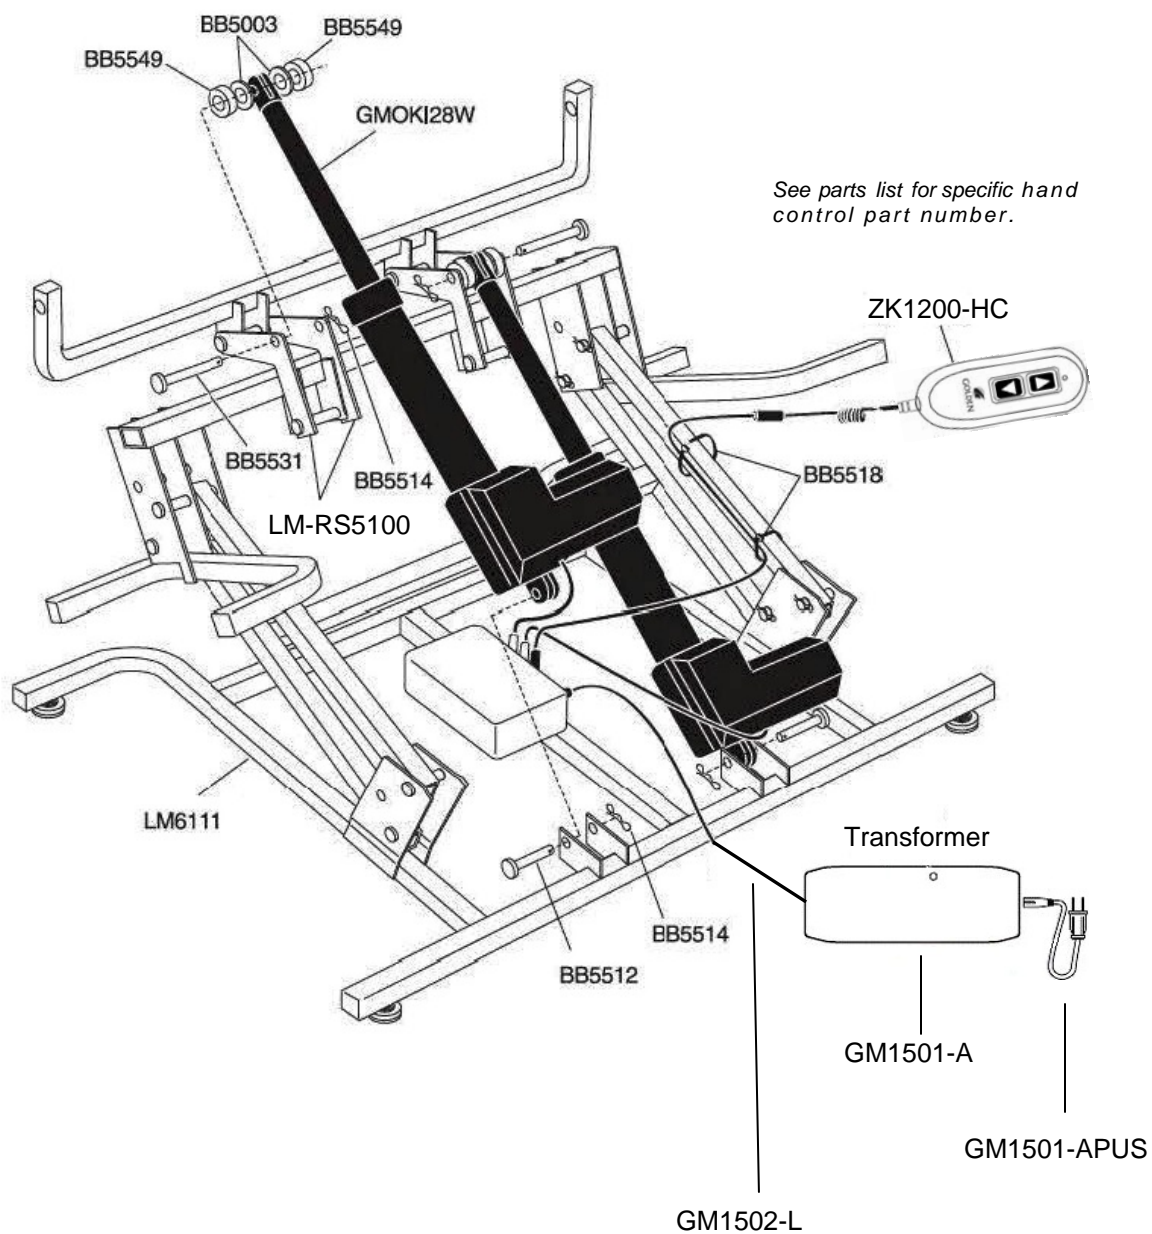 BB5003
BB5549
BB5549
GMOKI28W
See parts list for specific hand
control part number.
ZK1200-HC
GOLDEN
BB5531
BB5514
BB5518
LM-RS5100
LM6111
Transformer
BB5514
BB5512
GM1501-A
GM1501-APUS
GM1502-L